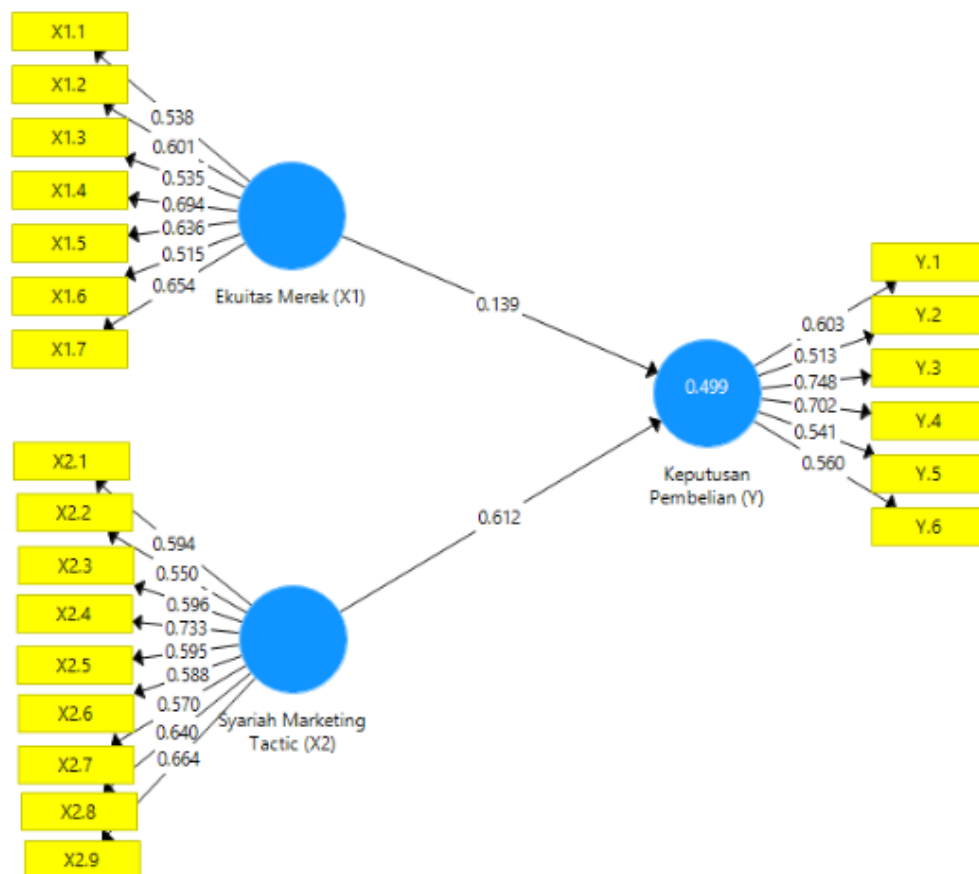 X1.1
X1.2
X1.3
X1.4
X1.5
X1.6
X1.7
0.538
0.601
0.535
0.694
0.636
0.515
0.654
Ekuitas Merek (X1)
0.139
X2.1
X2.2
X2.3
X2.4
X2.5
X2.6
X2.7
X2.8
X2.9
0.594
0.550
0.596
0.733
0.595
0.588
0.570
0.640
0.664
Syariah Marketing
Tactic (X2)
0.612
0.499
Keputusan
Pembelian (Y)
0.603
0.513
0.748
0.702
0.541
0.560
Y.1
Y.2
Y.3
Y.4
Y.5
Y.6